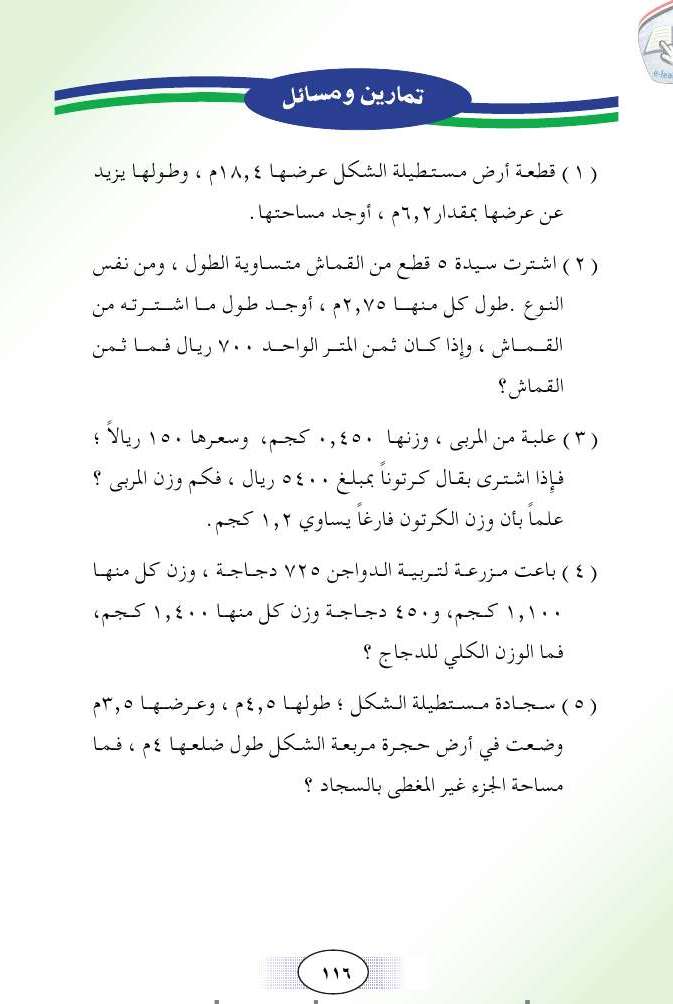 e-lea
تمارين ومسائل
( ١ ) قطعة أرض مستطيلة الشكل عرضها ١٨,٤م ، وطولها يزيد
عن عرضها بمقدار ٦,٢م ، أوجد مساحتها.
( ٢ ) اشترت سيدة ٥ قطع من القماش متساوية الطول ، ومن نفس
النوع .طول كل منها ٢,٧٥م ، أوجد طول ما اشترته من
القماش ، وإذا كان ثمن المتر الواحد ٧٠٠ ريال فما ثمن
القماش؟
( ٣ ) علبة من المربى ، وزنها ٠,٤٥٠ كجم، وسعرها ١٥٠ ريالاً ؛
فإذا اشترى بقال كرتوناً بمبلغ ٥٤٠٠ ريال ، فكم وزن المربى ؟
علماً بأن وزن الكرتون فارغاً يساوي ١,٢ كجم.
( ٤ ) باعت مزرعة لتربية الدواجن ٧٢٥ دجاجة ، وزن كل منها
١,١٠٠ كجم، و٤٥٠ دجاجة وزن كل منها ١,٤٠٠ كجم،
فما الوزن الكلي للدجاج ؟
( ٥ ) سجادة مستطيلة الشكل ؛ طولها ٤,٥م ، وعرضها ٣,٥م
وضعت في أرض حجرة مربعة الشكل طول ضلعها ٤م ، فما
مساحة الجزء غير المغطى بالسجاد ؟
١١٦